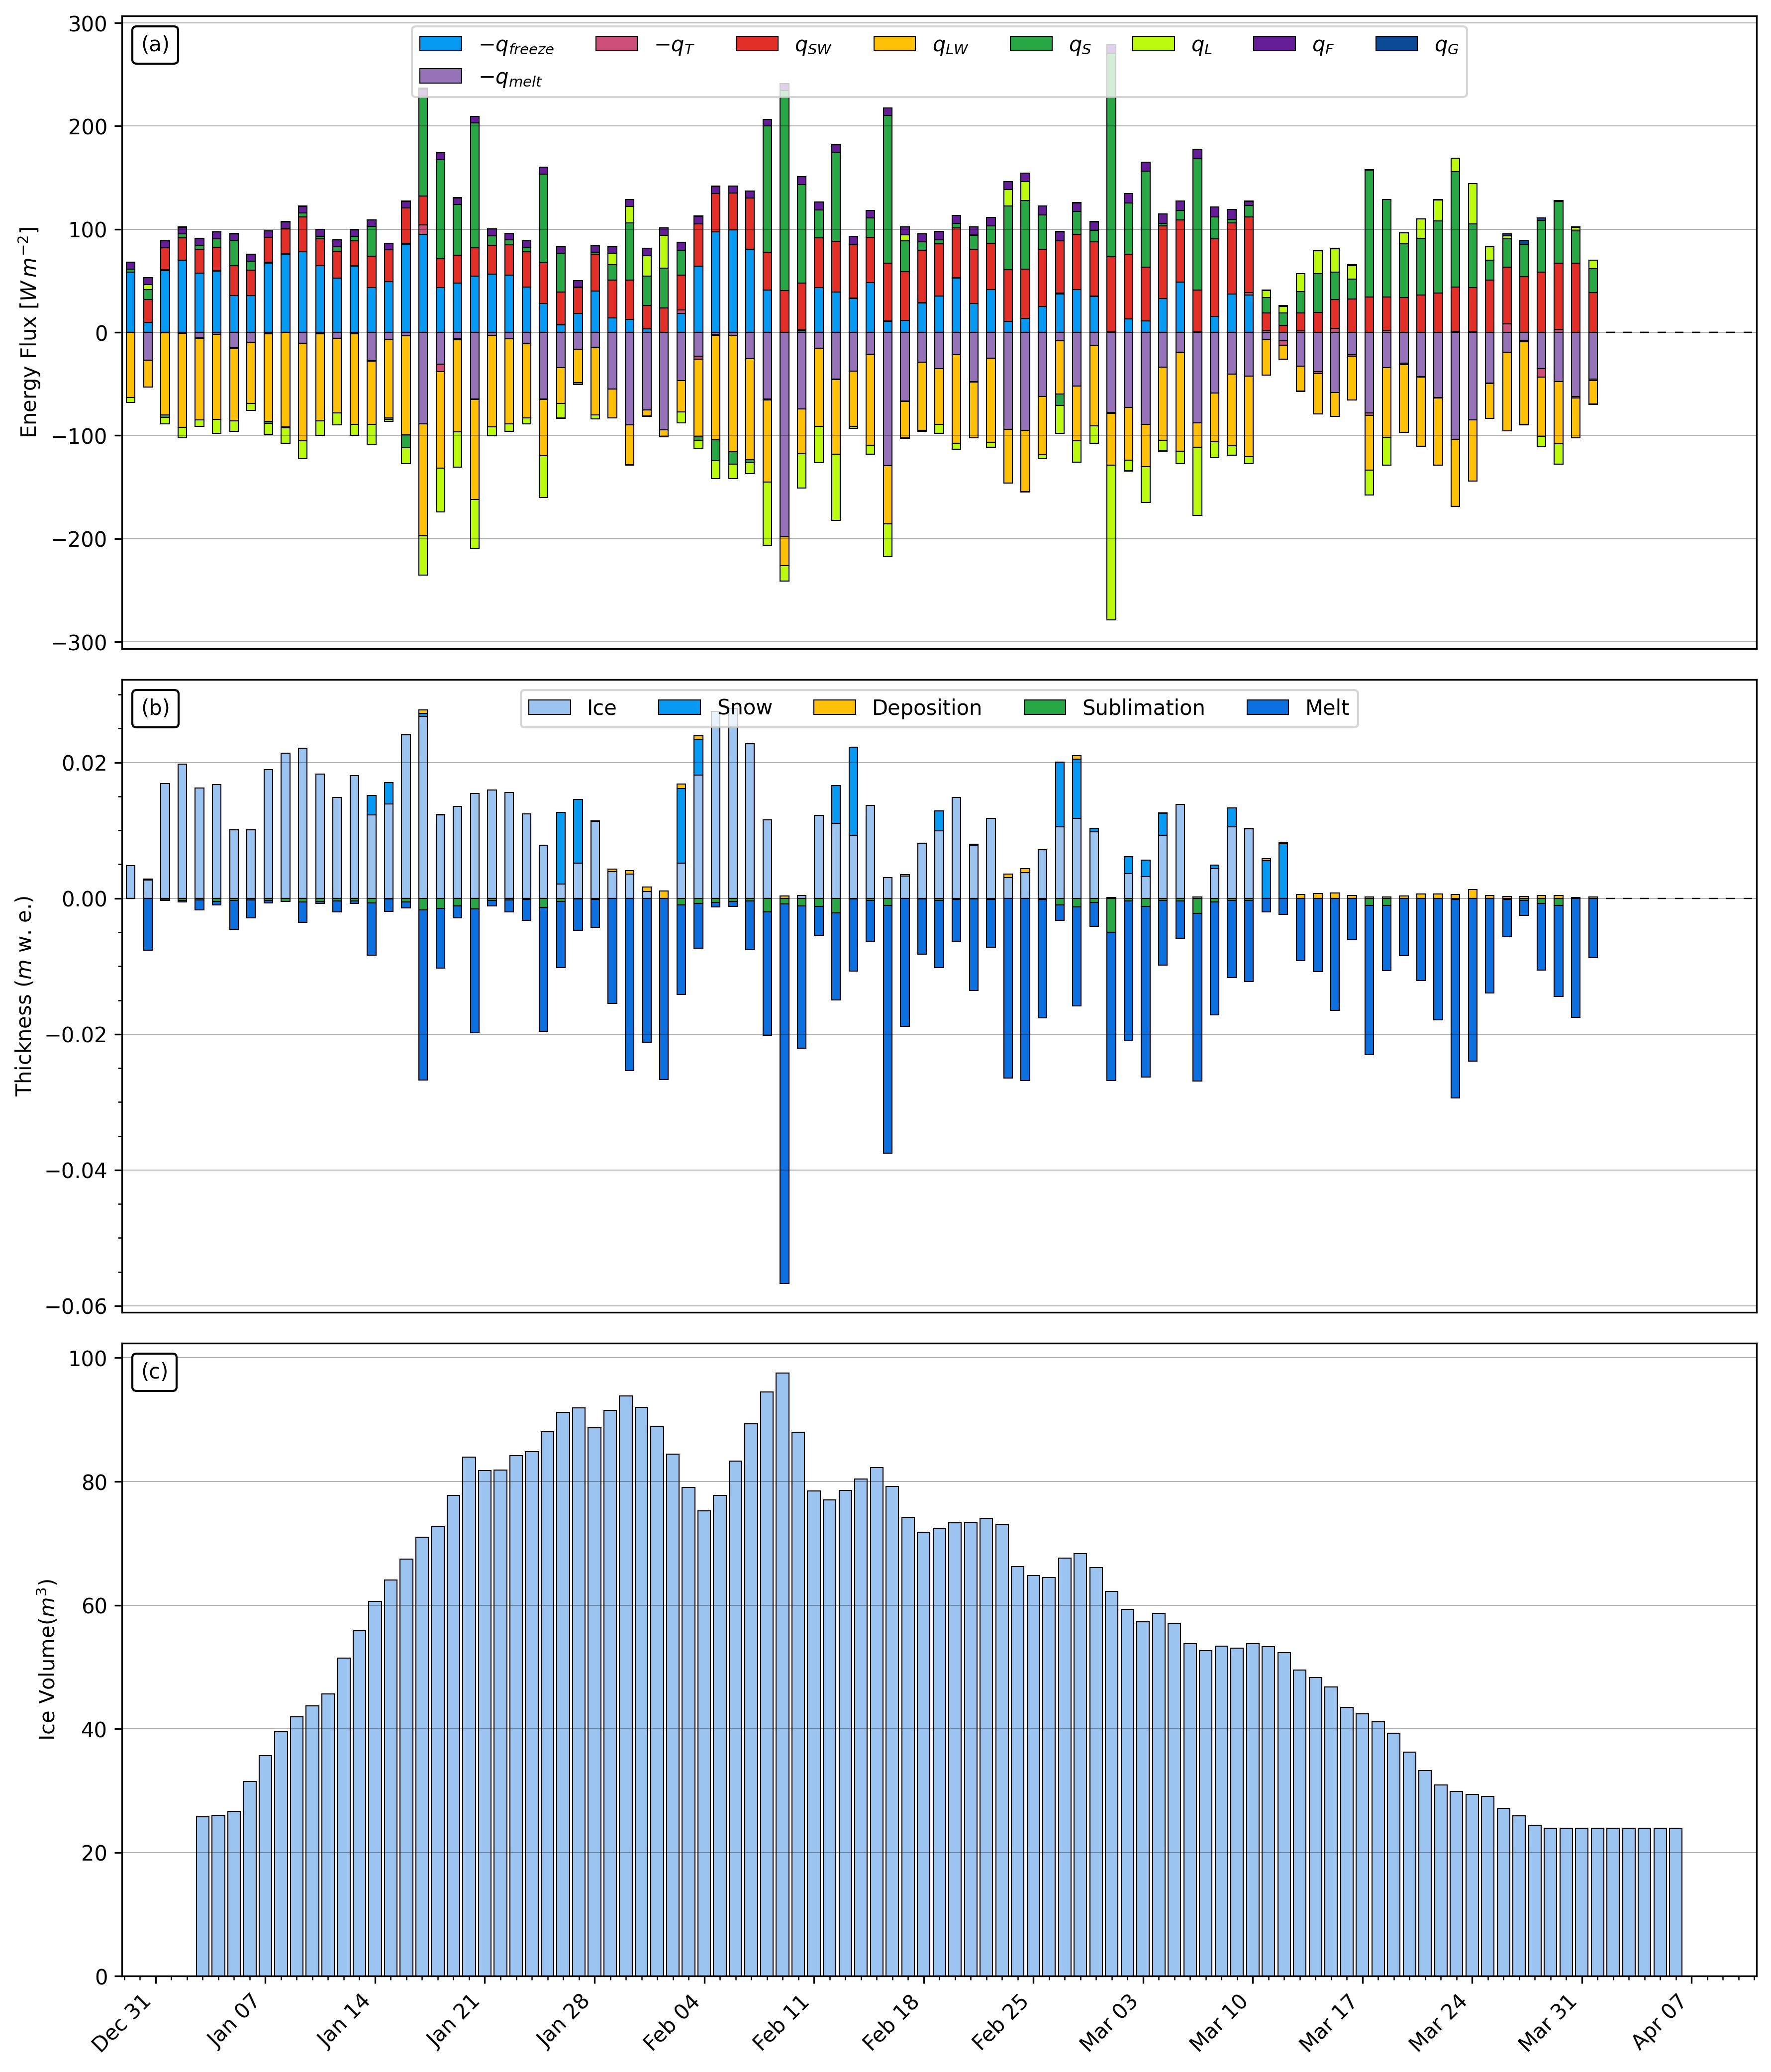 (a)
−q_freeze −q_T q_SW q_LW q_S q_L q_F q_G
−q_melt
Energy Flux [W m⁻²]
300
200
100
0
−100
−200
−300
(b)
Ice Snow Deposition Sublimation Melt
Thickness (m w. e.)
0.02
0.00
−0.02
−0.04
−0.06
(c)
Ice Volume(m³)
100
80
60
40
20
0
Dec 31 Jan 07 Jan 14 Jan 21 Jan 28 Feb 04 Feb 11 Feb 18 Feb 25 Mar 03 Mar 10 Mar 17 Mar 24 Mar 31 Apr 07